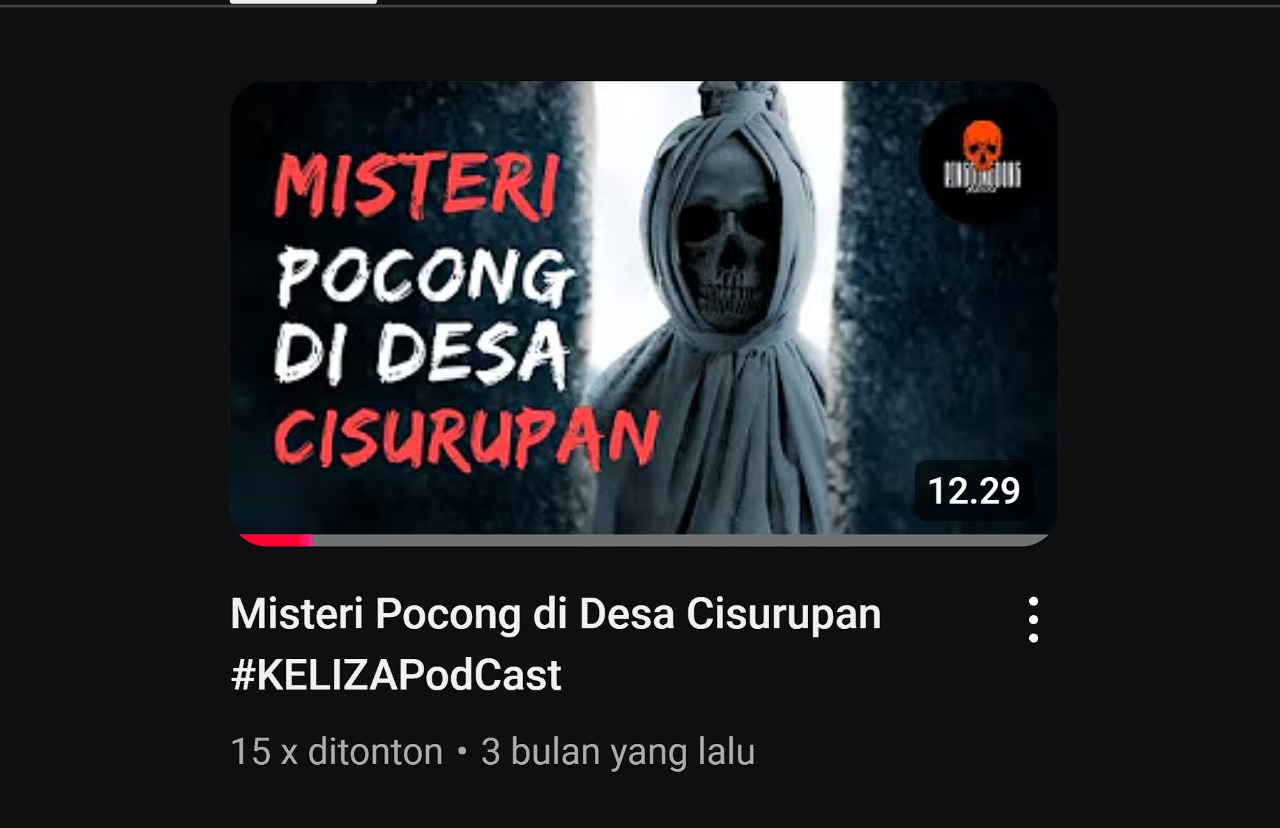 MISTERI
POCONG
DI DESA
CISURUPAN
12.29
Misteri Pocong di Desa Cisurupan
#KELIZAPodCast
15 x ditonton • 3 bulan yang lalu